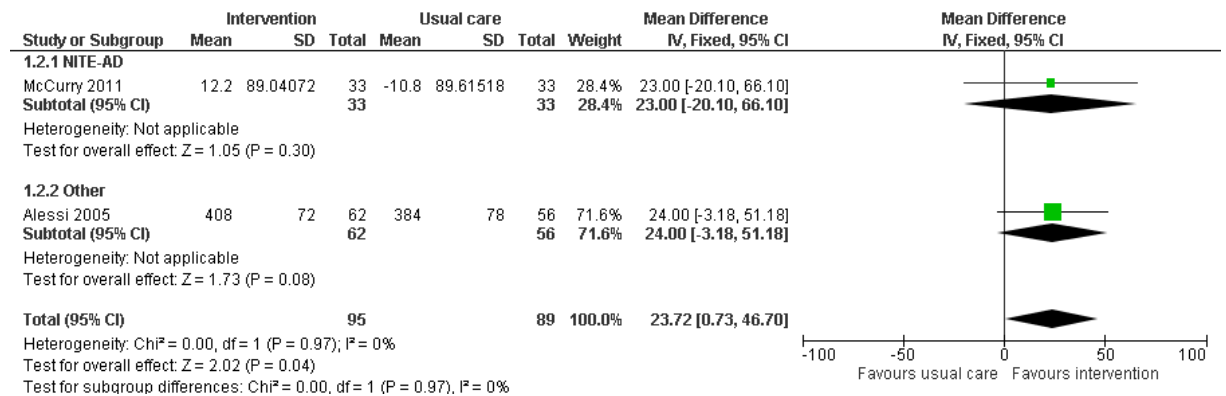 Intervention Usual care Mean Difference Mean Difference
Study or Subgroup Mean SD Total Mean SD Total Weight IV, Fixed, 95% CI IV, Fixed, 95% CI
1.2.1 NITE-AD
McCurry 2011 12.2 89.04072 33 -10.8 89.61518 33 28.4% 23.00 [-20.10, 66.10]
Subtotal (95% CI) 33 33 28.4% 23.00 [-20.10, 66.10]
Heterogeneity: Not applicable
Test for overall effect: Z = 1.05 (P = 0.30)
1.2.2 Other
Alessi 2005 408 72 62 384 78 56 71.6% 24.00 [-3.18, 51.18]
Subtotal (95% CI) 62 56 71.6% 24.00 [-3.18, 51.18]
Heterogeneity: Not applicable
Test for overall effect: Z = 1.73 (P = 0.08)
Total (95% CI) 95 89 100.0% 23.72 [0.73, 46.70]
Heterogeneity: Chi² = 0.00, df = 1 (P = 0.97); I² = 0%
Test for overall effect: Z = 2.02 (P = 0.04)
Test for subgroup differences: Chi² = 0.00, df = 1 (P = 0.97), I² = 0%
-100 -50 0 50 100
Favours usual care Favours intervention